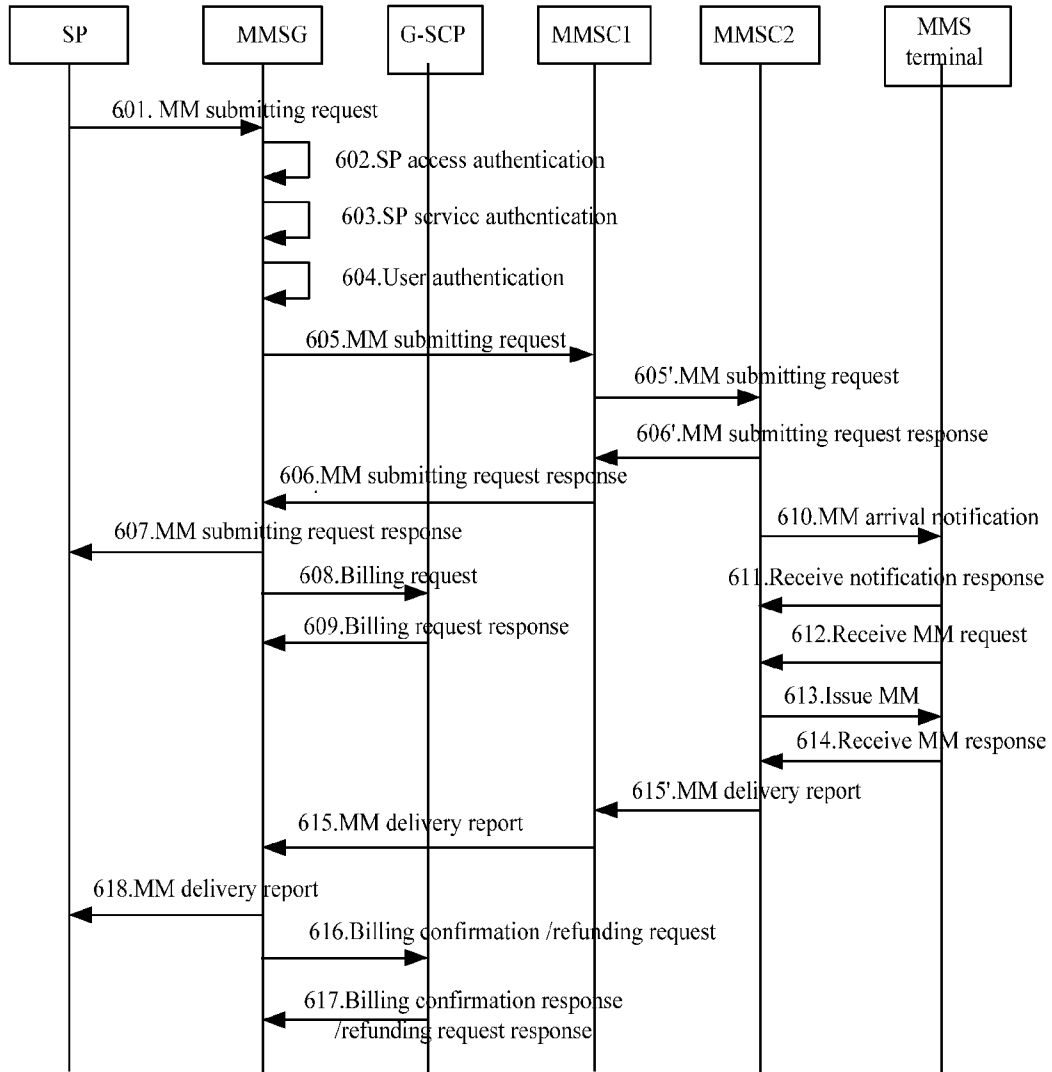 SP
MMSG
G-SCP
MMSC1
MMSC2
MMS
terminal
601. MM submitting request
602.SP access authentication
603.SP service authentication
604.User authentication
605.MM submitting request
605'.MM submitting request
606'.MM submitting request response
606.MM submitting request response
610.MM arrival notification
607.MM submitting request response
608.Billing request
611.Receive notification response
609.Billing request response
612.Receive MM request
613.Issue MM
614.Receive MM response
615'.MM delivery report
615.MM delivery report
618.MM delivery report
616.Billing confirmation /refunding request
617.Billing confirmation response
/refunding request response